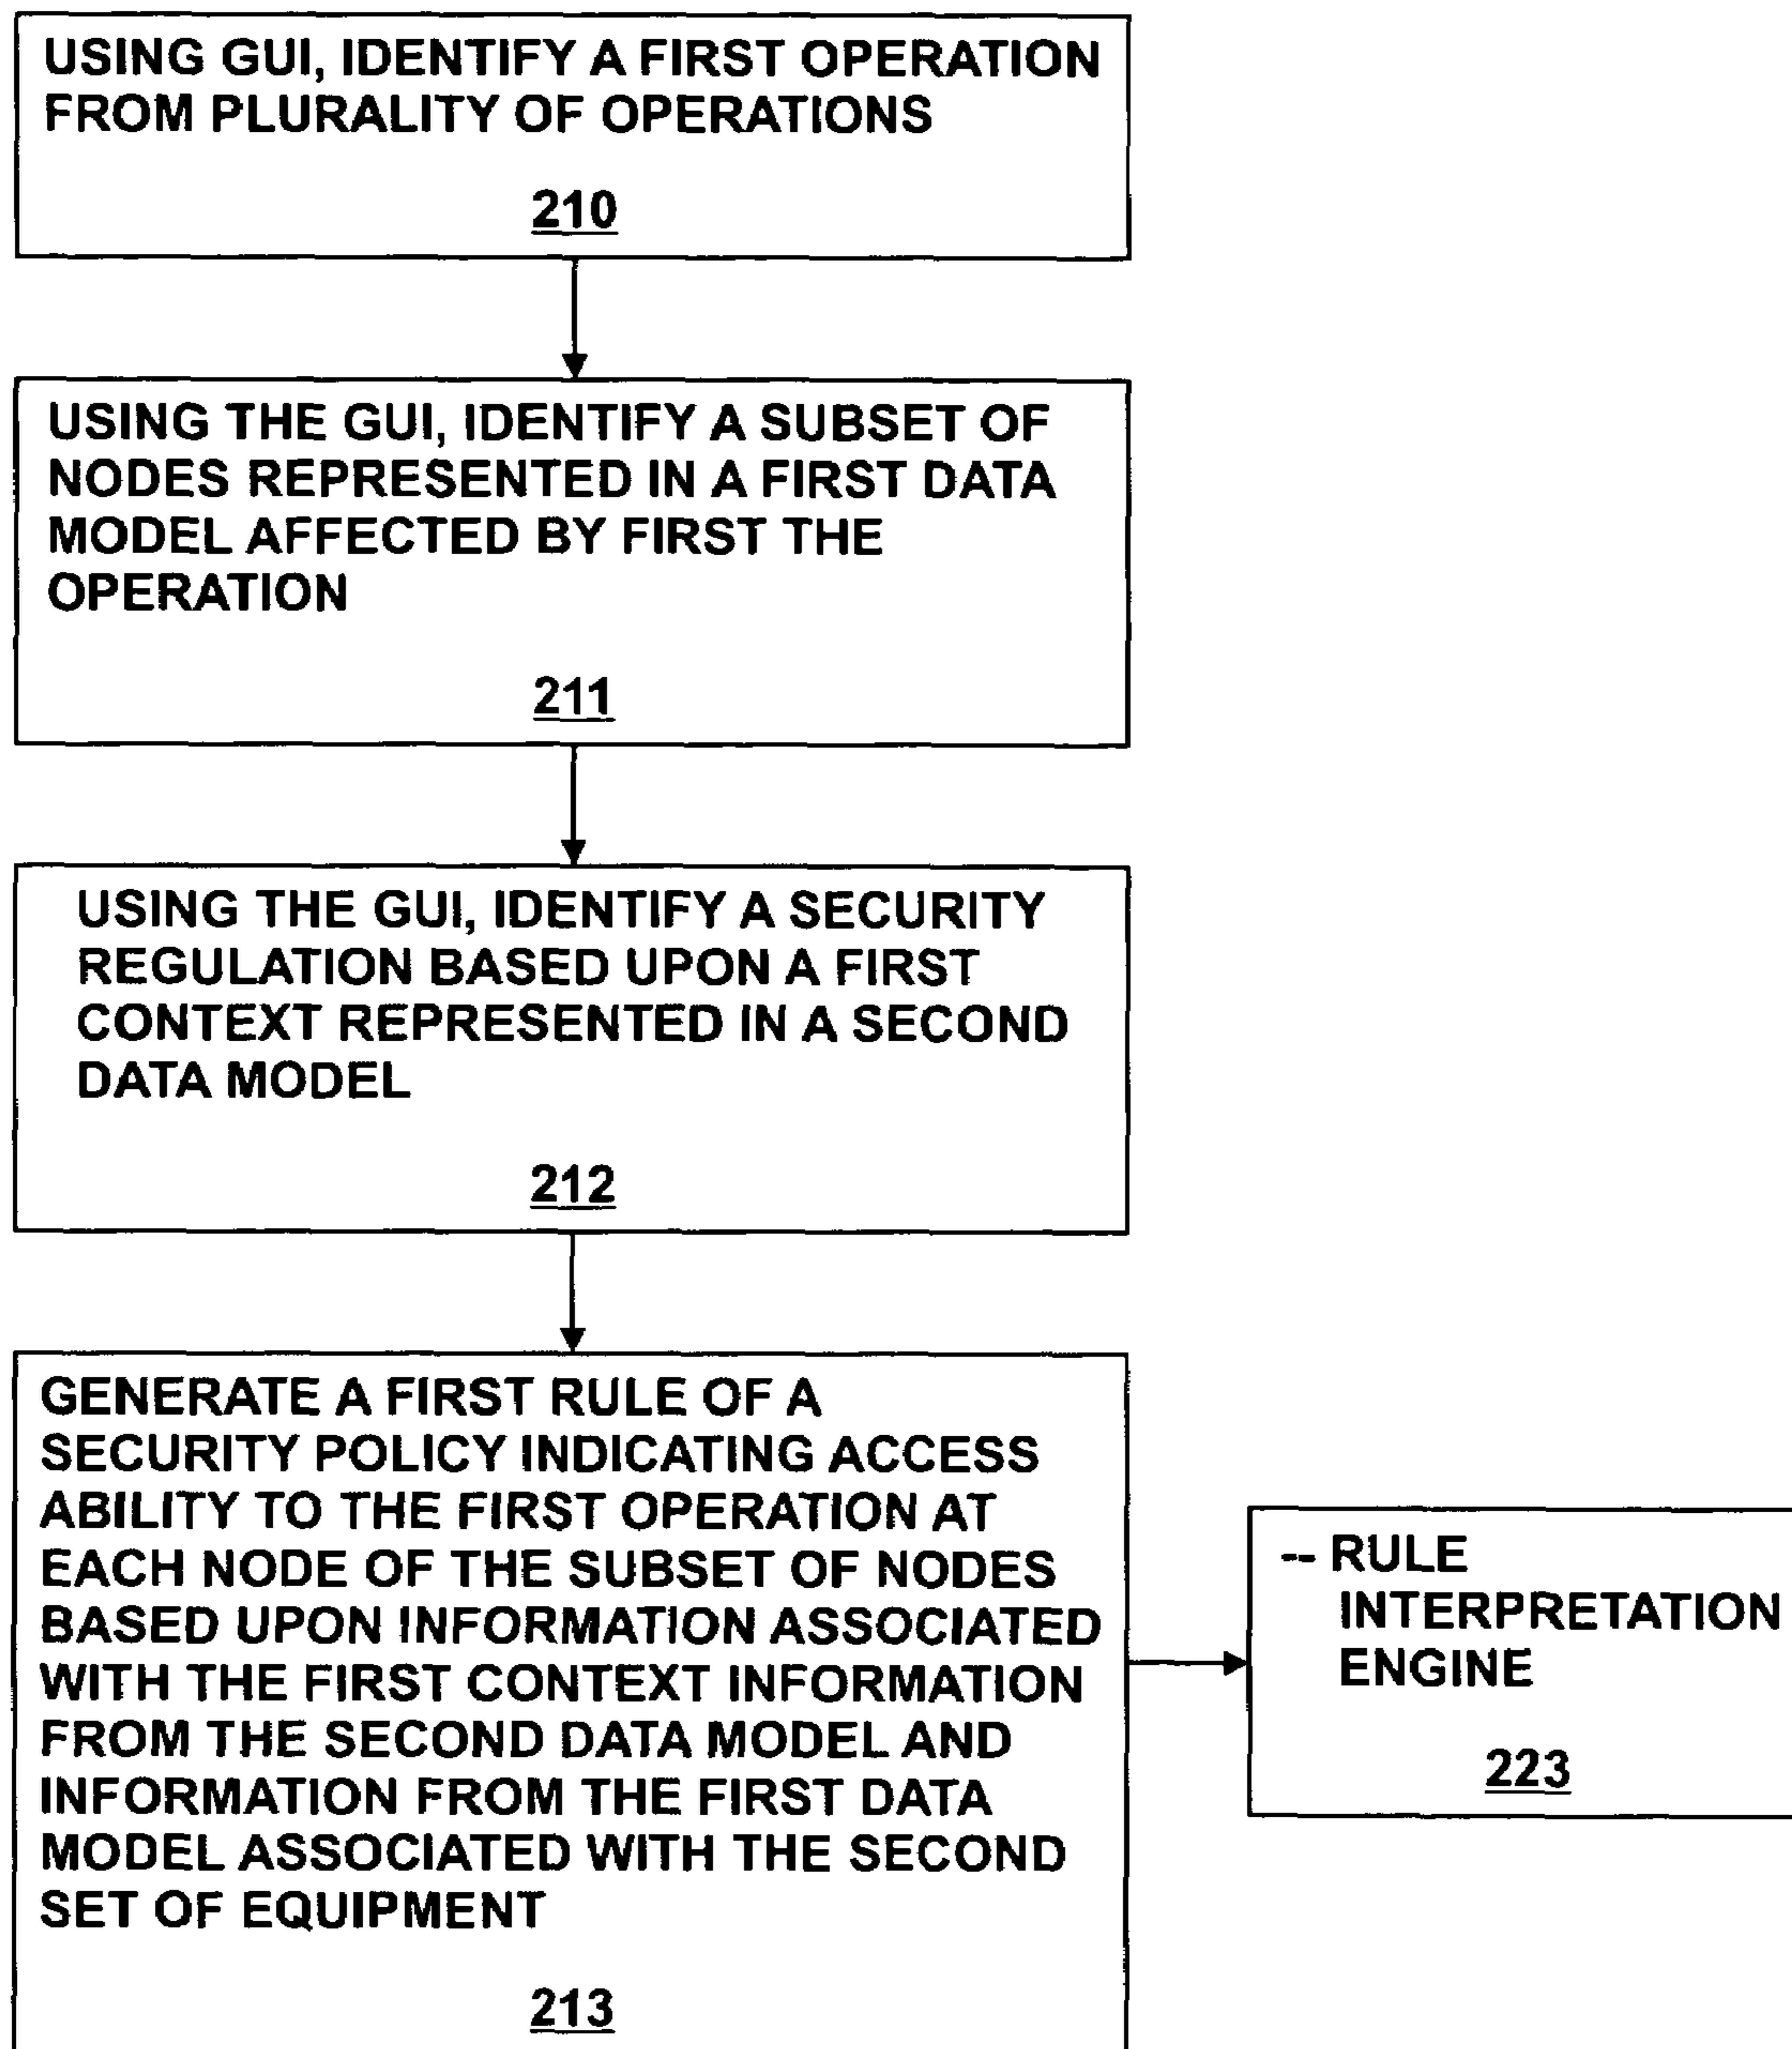 USING GUI, IDENTIFY A FIRST OPERATION
FROM PLURALITY OF OPERATIONS
210
USING THE GUI, IDENTIFY A SUBSET OF
NODES REPRESENTED IN A FIRST DATA
MODEL AFFECTED BY FIRST THE
OPERATION
211
USING THE GUI, IDENTIFY A SECURITY
REGULATION BASED UPON A FIRST
CONTEXT REPRESENTED IN A SECOND
DATA MODEL
212
GENERATE A FIRST RULE OF A
SECURITY POLICY INDICATING ACCESS
ABILITY TO THE FIRST OPERATION AT
EACH NODE OF THE SUBSET OF NODES
BASED UPON INFORMATION ASSOCIATED
WITH THE FIRST CONTEXT INFORMATION
FROM THE SECOND DATA MODEL AND
INFORMATION FROM THE FIRST DATA
MODEL ASSOCIATED WITH THE SECOND
SET OF EQUIPMENT
213
-- RULE
INTERPRETATION
ENGINE
223